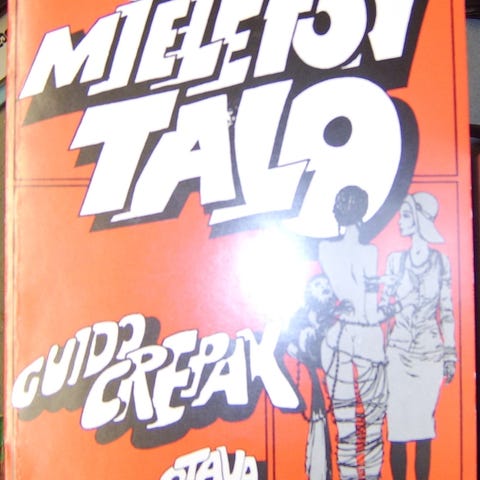 MIELETÖN
TALO
GUIDO
CREPAX
OTAVA